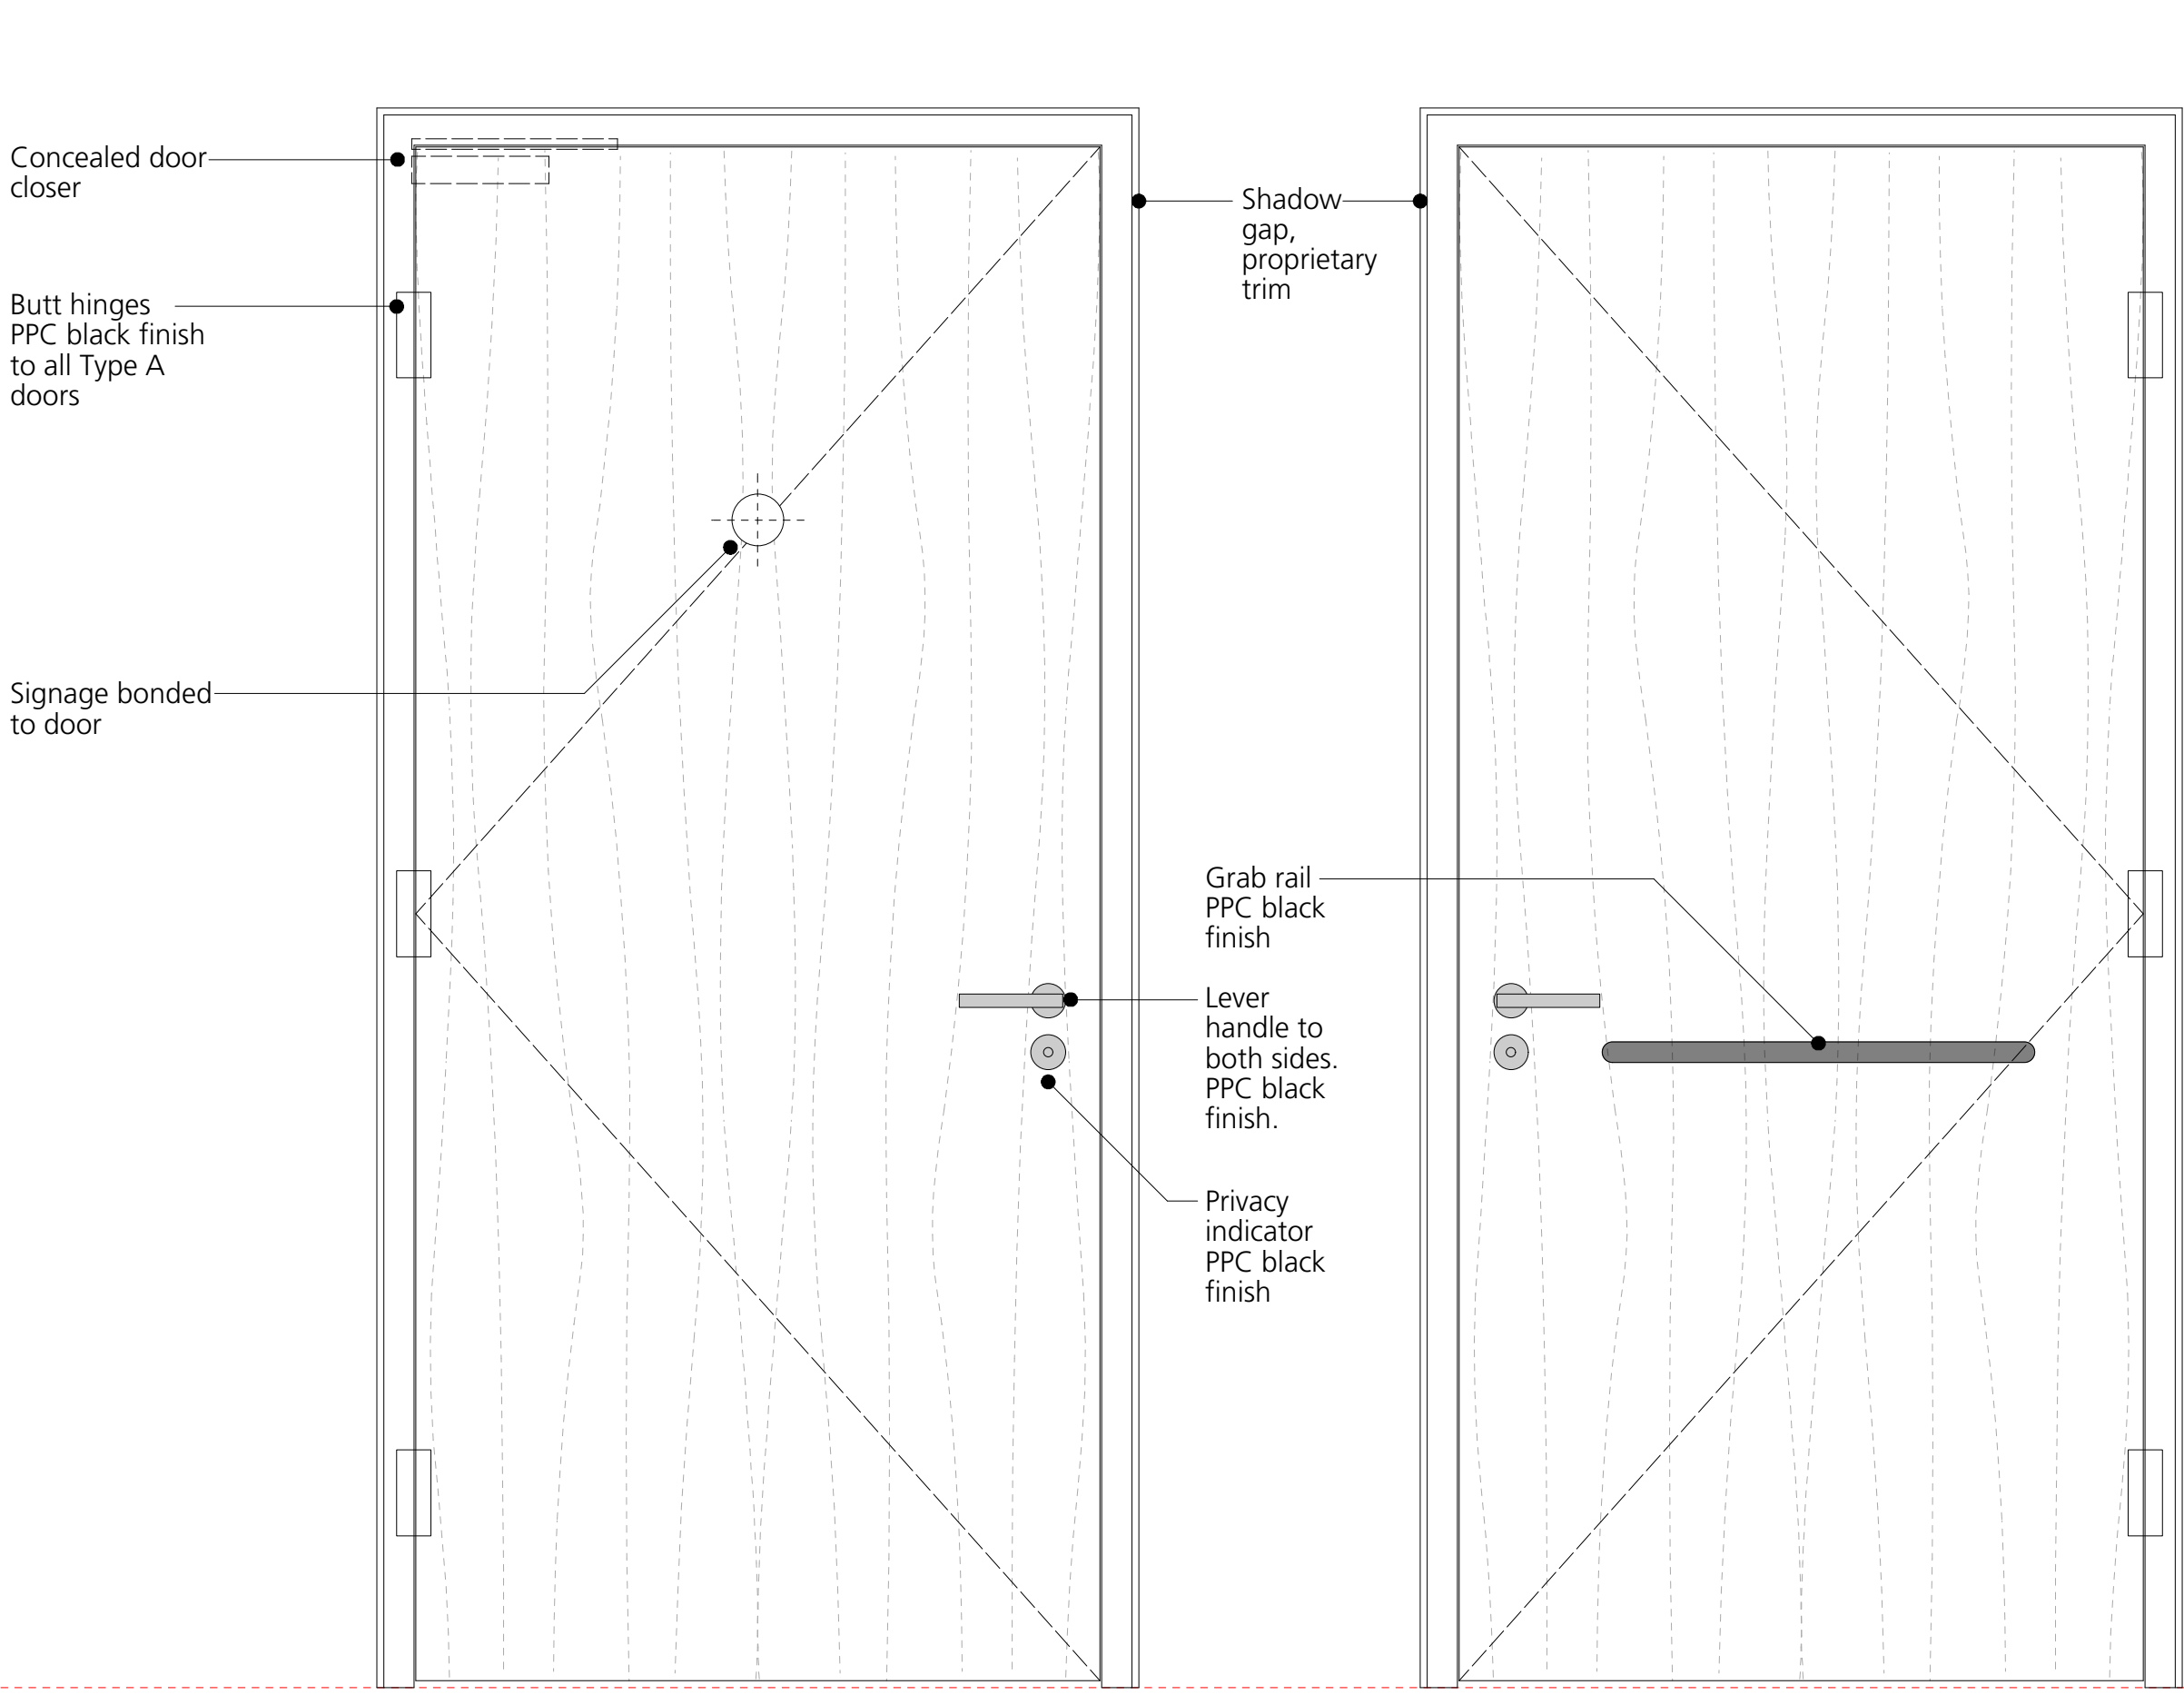 Concealed door
closer
Butt hinges
PPC black finish
to all Type A
doors
Signage bonded
to door
Shadow
gap,
proprietary
trim
Grab rail
PPC black
finish
Lever
handle to
both sides.
PPC black
finish.
Privacy
indicator
PPC black
finish